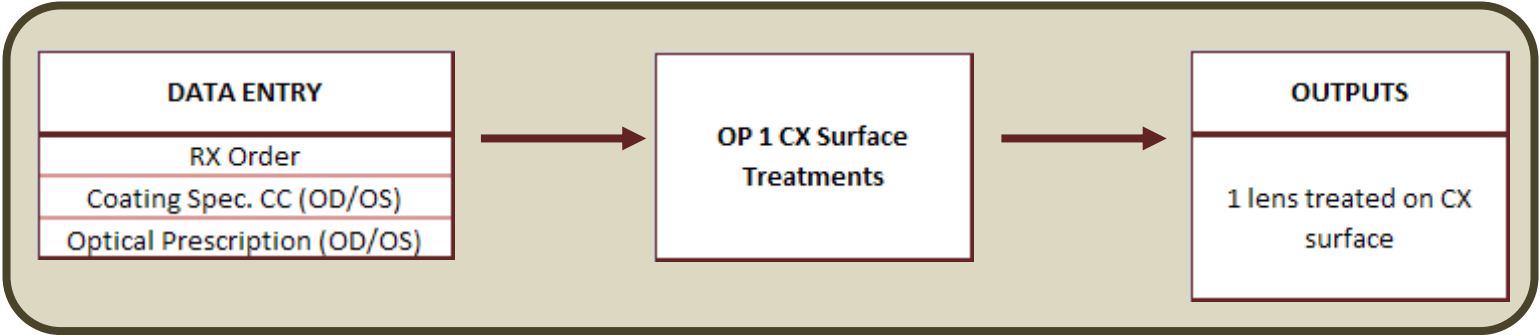 DATA ENTRY
RX Order
Coating Spec. CC (OD/OS)
Optical Prescription (OD/OS)
OP 1 CX Surface
Treatments
OUTPUTS
1 lens treated on CX
surface